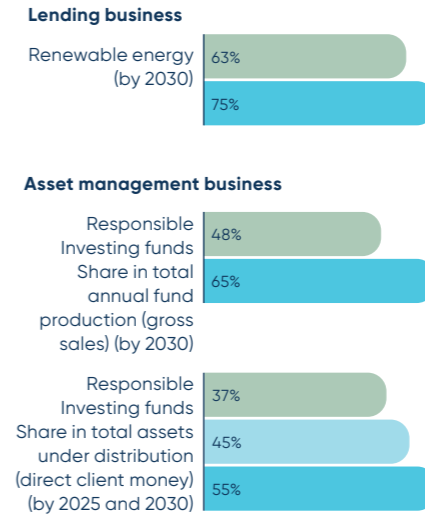 Lending business
Renewable energy
(by 2030)
63%
75%
Asset management business
Responsible
Investing funds
Share in total
annual fund
production (gross
sales) (by 2030)
48%
65%
Responsible
Investing funds
Share in total assets
under distribution
(direct client money)
(by 2025 and 2030)
37%
45%
55%